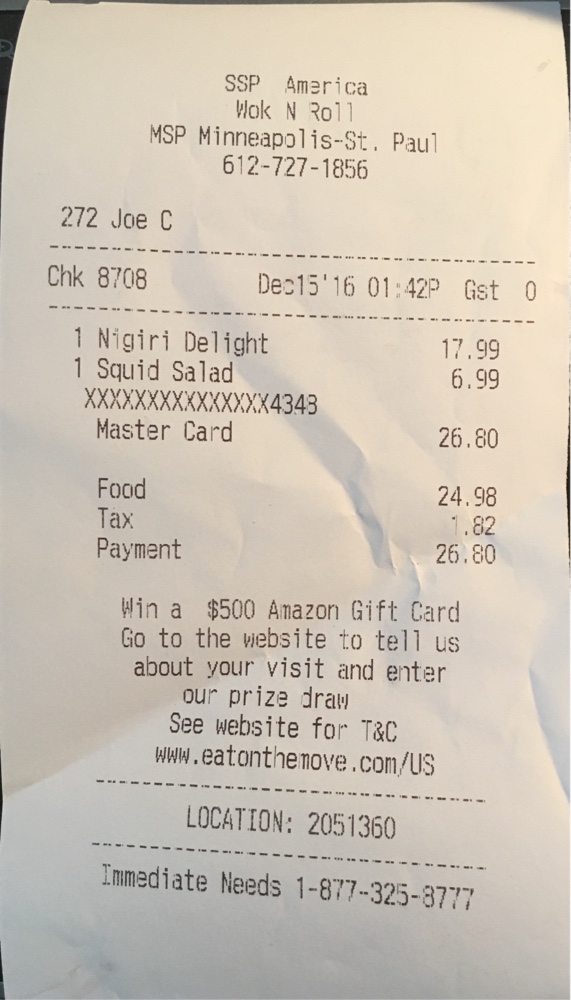 SSP America
Wok N Roll
MSP Minneapolis-St. Paul
612-727-1856
272 Joe C
Chk 8708 Dec15'16 01:42P Gst 0
1 Nigiri Delight 17.99
1 Squid Salad 6.99
XXXXXXXXXXXXXXX4348
Master Card 26.80
Food 24.98
Tax 1.82
Payment 26.80
Win a $500 Amazon Gift Card
Go to the website to tell us
about your visit and enter
our prize draw
See website for T&C
www.eatonthemove.com/US
LOCATION: 2051360
Immediate Needs 1-877-325-8777